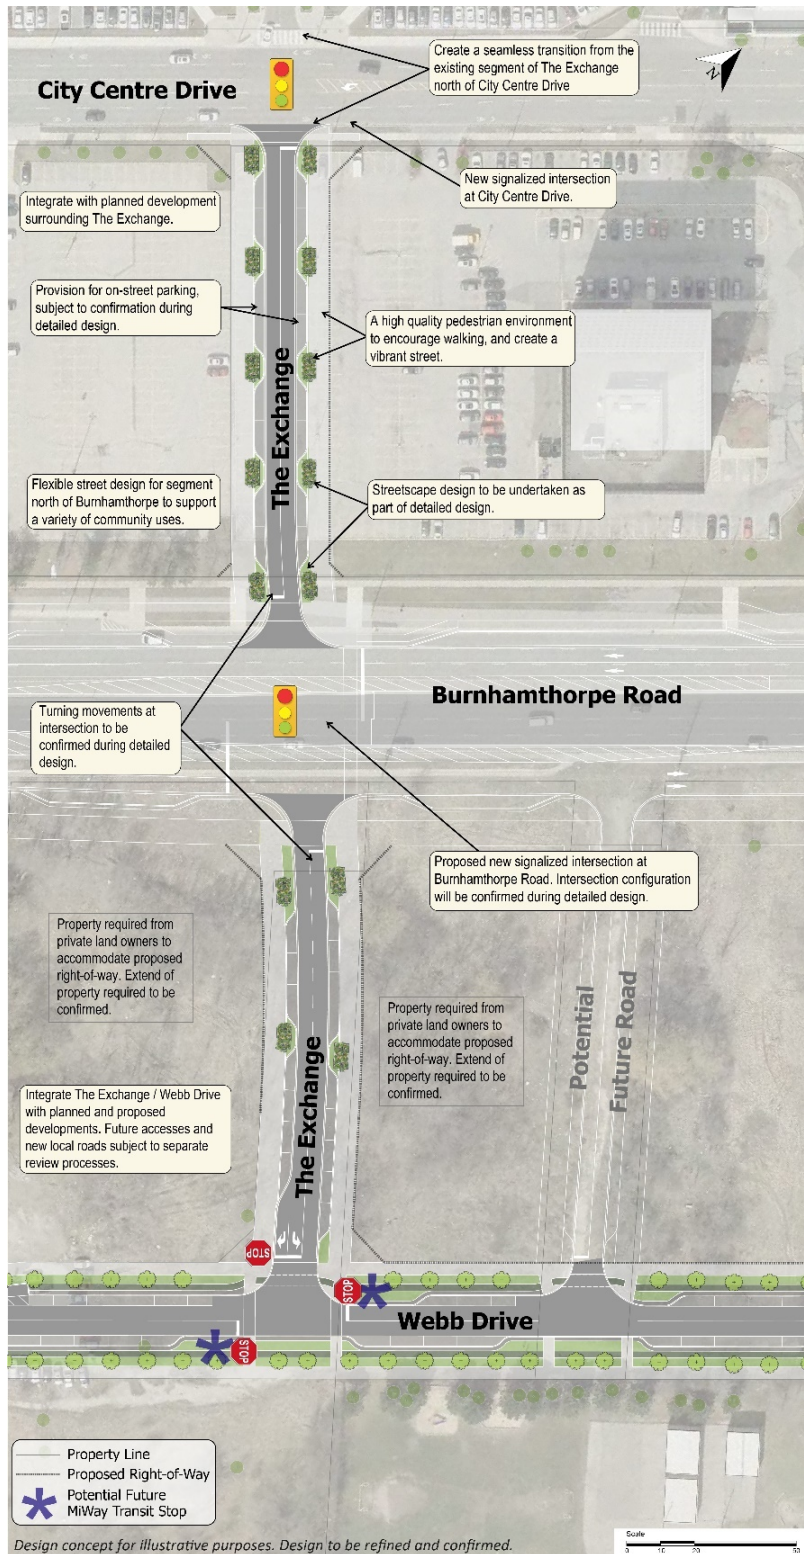 Create a seamless transition from the
existing segment of The Exchange
north of City Centre Drive
City Centre Drive
N
New signalized intersection
at City Centre Drive.
Integrate with planned development
surrounding The Exchange.
Provision for on-street parking,
subject to confirmation during
detailed design.
A high quality pedestrian environment
to encourage walking, and create a
vibrant street.
The Exchange
Flexible street design for segment
north of Burnhamthorpe to support
a variety of community uses.
Streetscape design to be undertaken as
part of detailed design.
Burnhamthorpe Road
Turning movements at
intersection to be
confirmed during detailed
design.
Proposed new signalized intersection at
Burnhamthorpe Road. Intersection configuration
will be confirmed during detailed design.
Property required from
private land owners to
accommodate proposed
right-of-way. Extend of
property required to be
confirmed.
Property required from
private land owners to
accommodate proposed
right-of-way. Extend of
property required to be
confirmed.
Potential
Future Road
The Exchange
Integrate The Exchange / Webb Drive
with planned and proposed
developments. Future accesses and
new local roads subject to separate
review processes.
STOP
STOP
Webb Drive
STOP
Property Line
Proposed Right-of-Way
Potential Future
MiWay Transit Stop
Design concept for illustrative purposes. Design to be refined and confirmed.
Scale
0 10 20 50